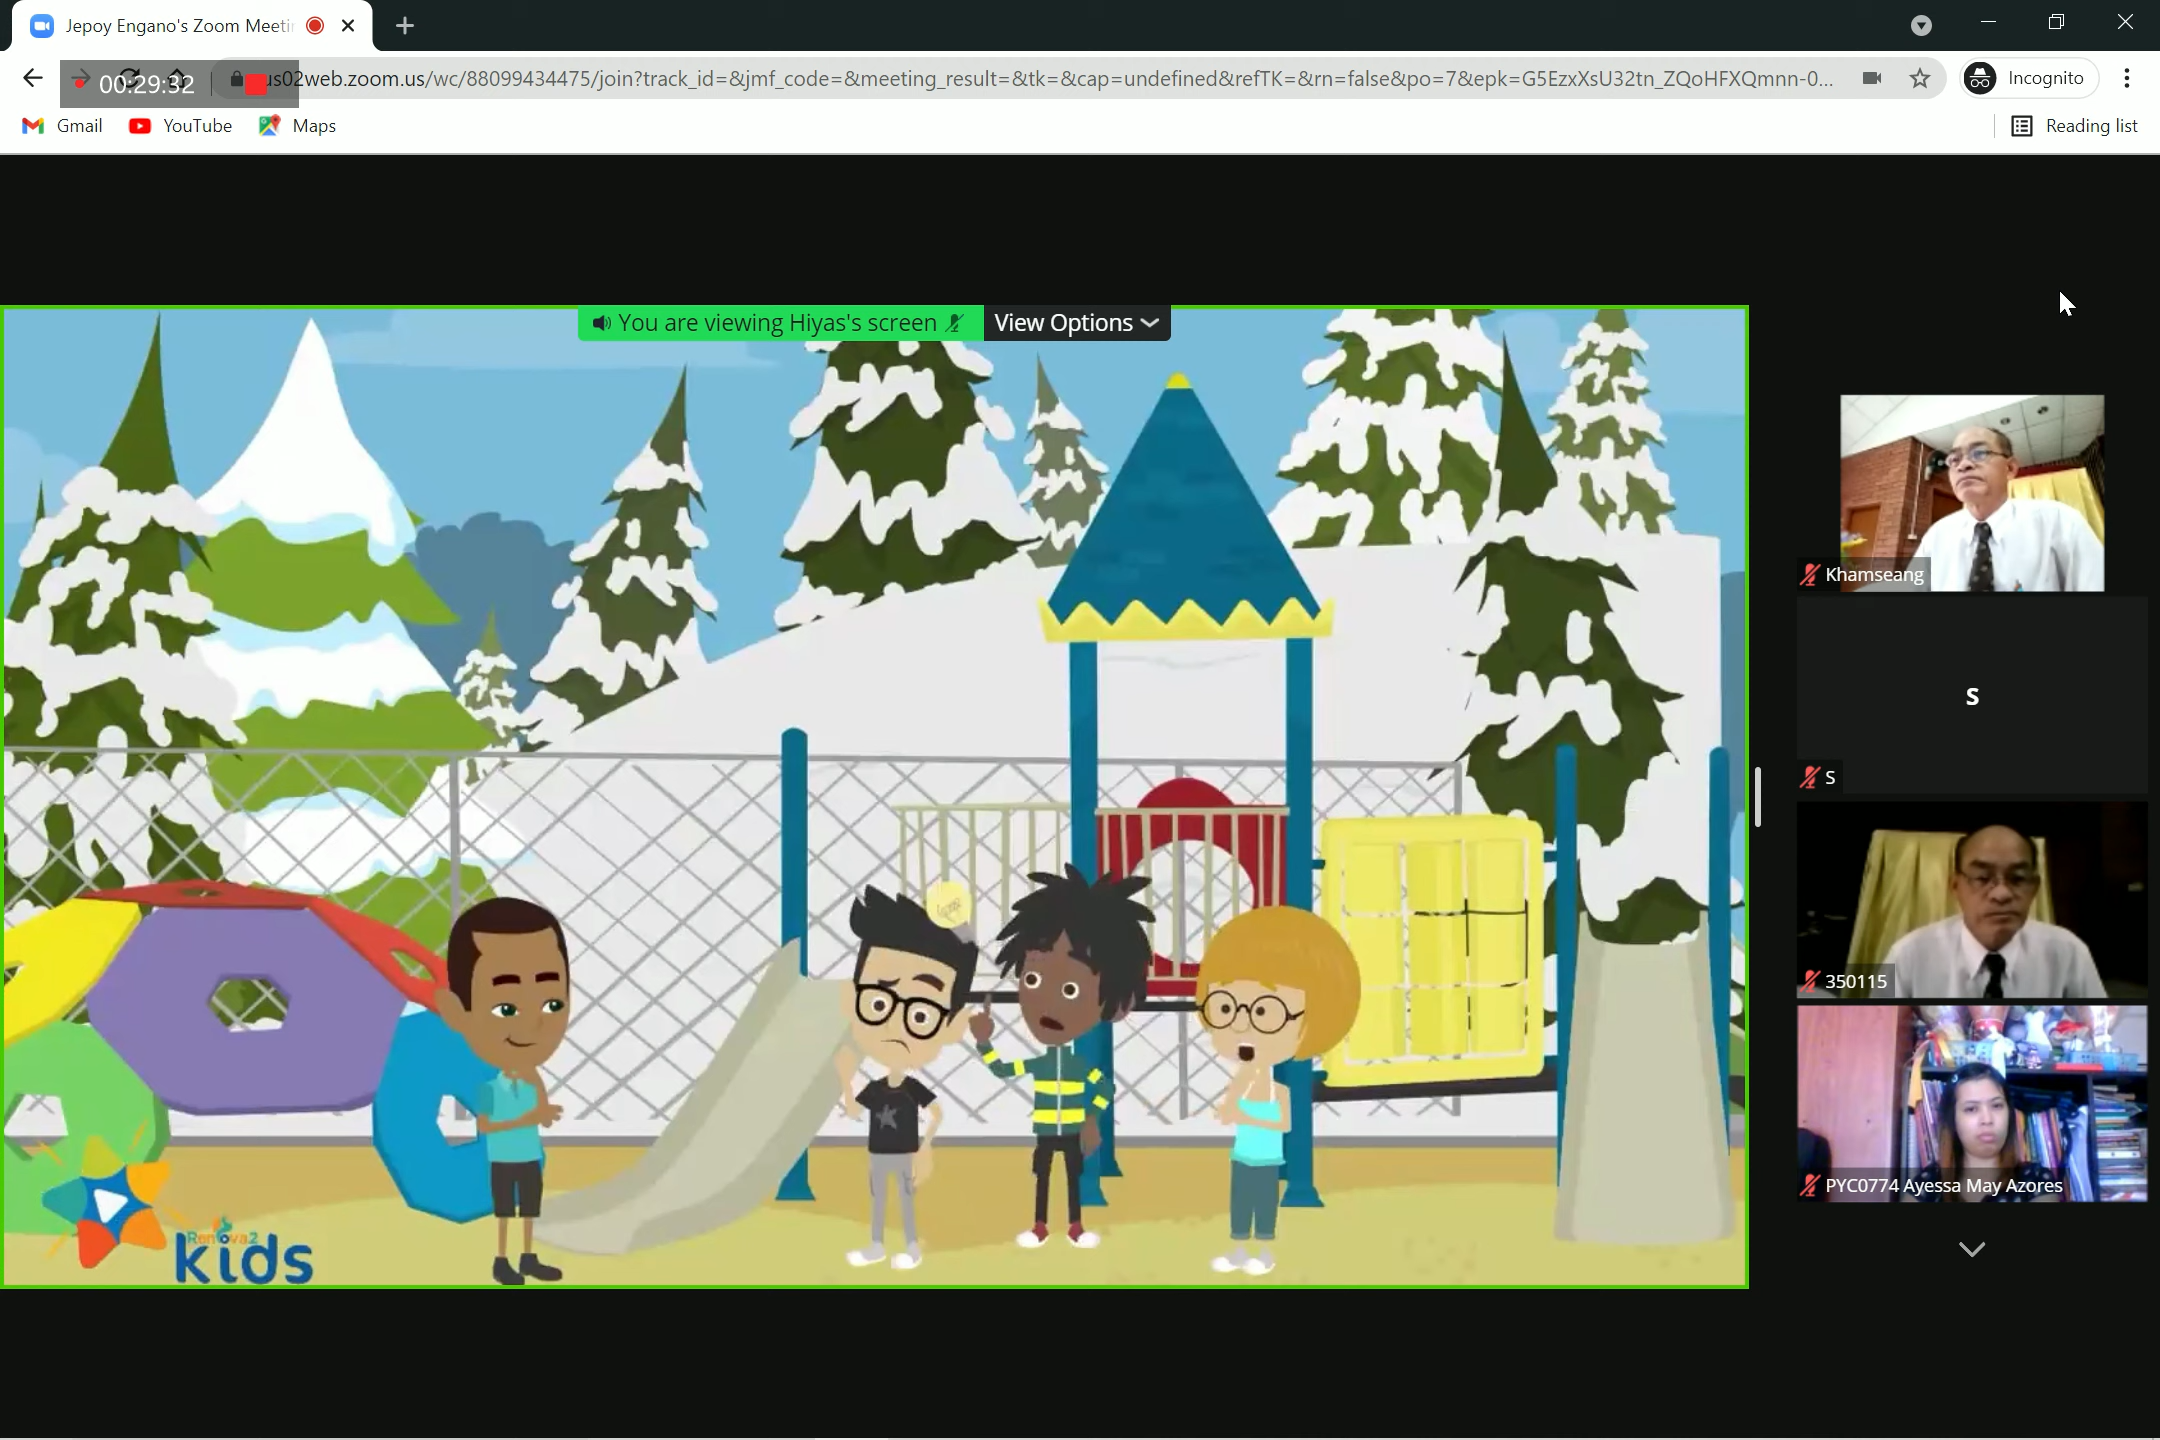 Jepoy Engano's Zoom Meeti
00:29:32
us02web.zoom.us/wc/88099434475/join?track_id=&jmf_code=&meeting_result=&tk=&cap=undefined&refTK=&rn=false&po=7&epk=G5EzxXsU32tn_ZQoHFXQmnn-0...
Incognito
Gmail
YouTube
Maps
Reading list
You are viewing Hiyas's screen
View Options
Khamseang
S
S
350115
PYC0774 Ayessa May Azores
Renova2
kids